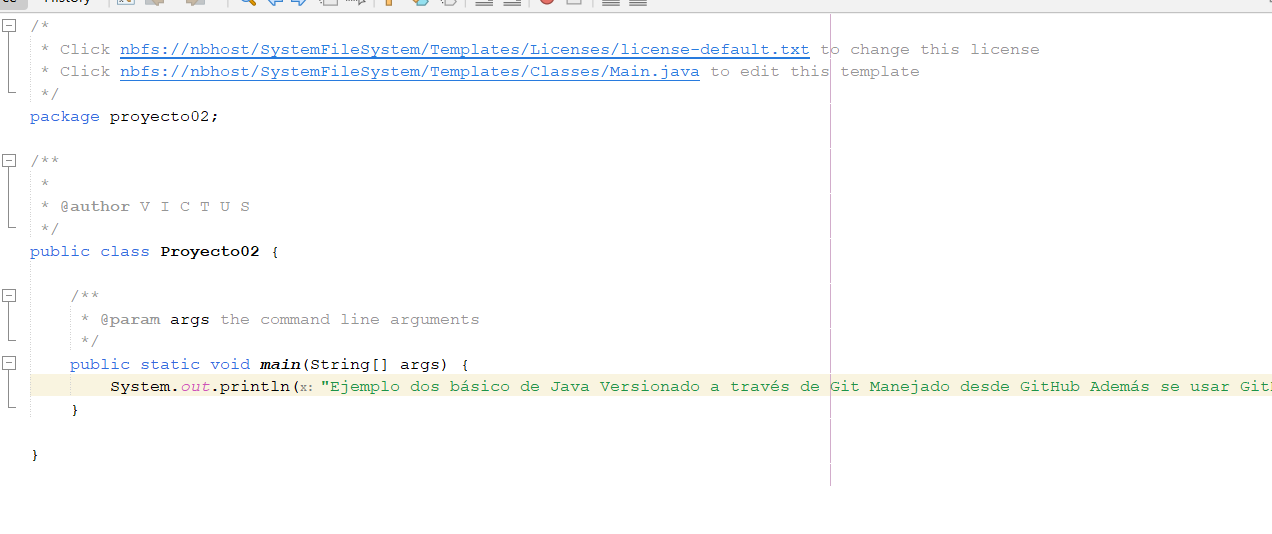 History
/*
 * Click nbfs://nbhost/SystemFileSystem/Templates/Licenses/license-default.txt to change this license
 * Click nbfs://nbhost/SystemFileSystem/Templates/Classes/Main.java to edit this template
 */
package proyecto02;
/**
 *
 * @author V I C T U S
 */
public class Proyecto02 {
/**
 * @param args the command line arguments
 */
public static void main(String[] args) {
System.out.println(x: "Ejemplo dos básico de Java Versionado a través de Git Manejado desde GitHub Además se usar
}
}